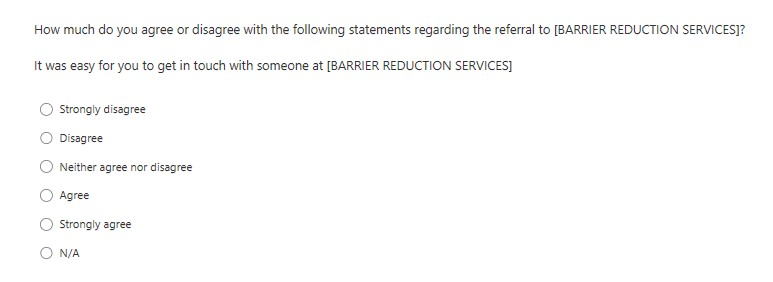 How much do you agree or disagree with the following statements regarding the referral to [BARRIER REDUCTION SERVICES]?
It was easy for you to get in touch with someone at [BARRIER REDUCTION SERVICES]
Strongly disagree
Disagree
Neither agree nor disagree
Agree
Strongly agree
N/A